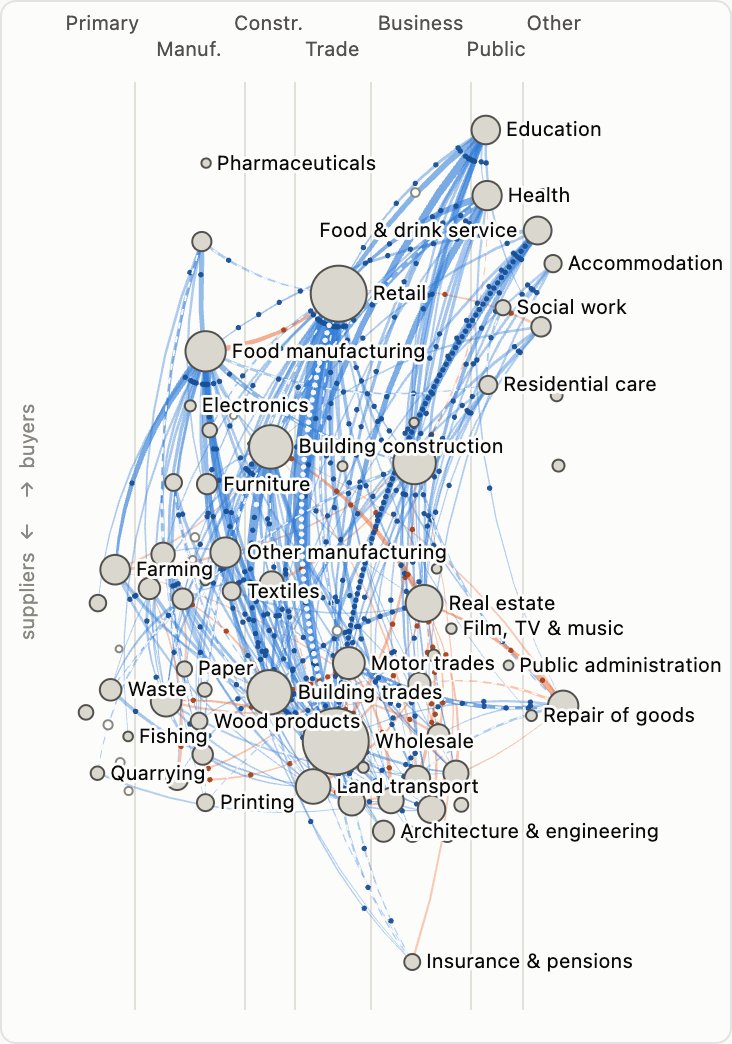 Primary
Constr.
Business
Other
Manuf.
Trade
Public
Education
Pharmaceuticals
Health
Food & drink service
Accommodation
Retail
Social work
Food manufacturing
Residential care
Electronics
Building construction
Furniture
suppliers ← → buyers
Other manufacturing
Farming
Textiles
Real estate
Film, TV & music
Motor trades
Public administration
Paper
Waste
Building trades
Repair of goods
Wood products
Fishing
Wholesale
Quarrying
Land transport
Printing
Architecture & engineering
Insurance & pensions